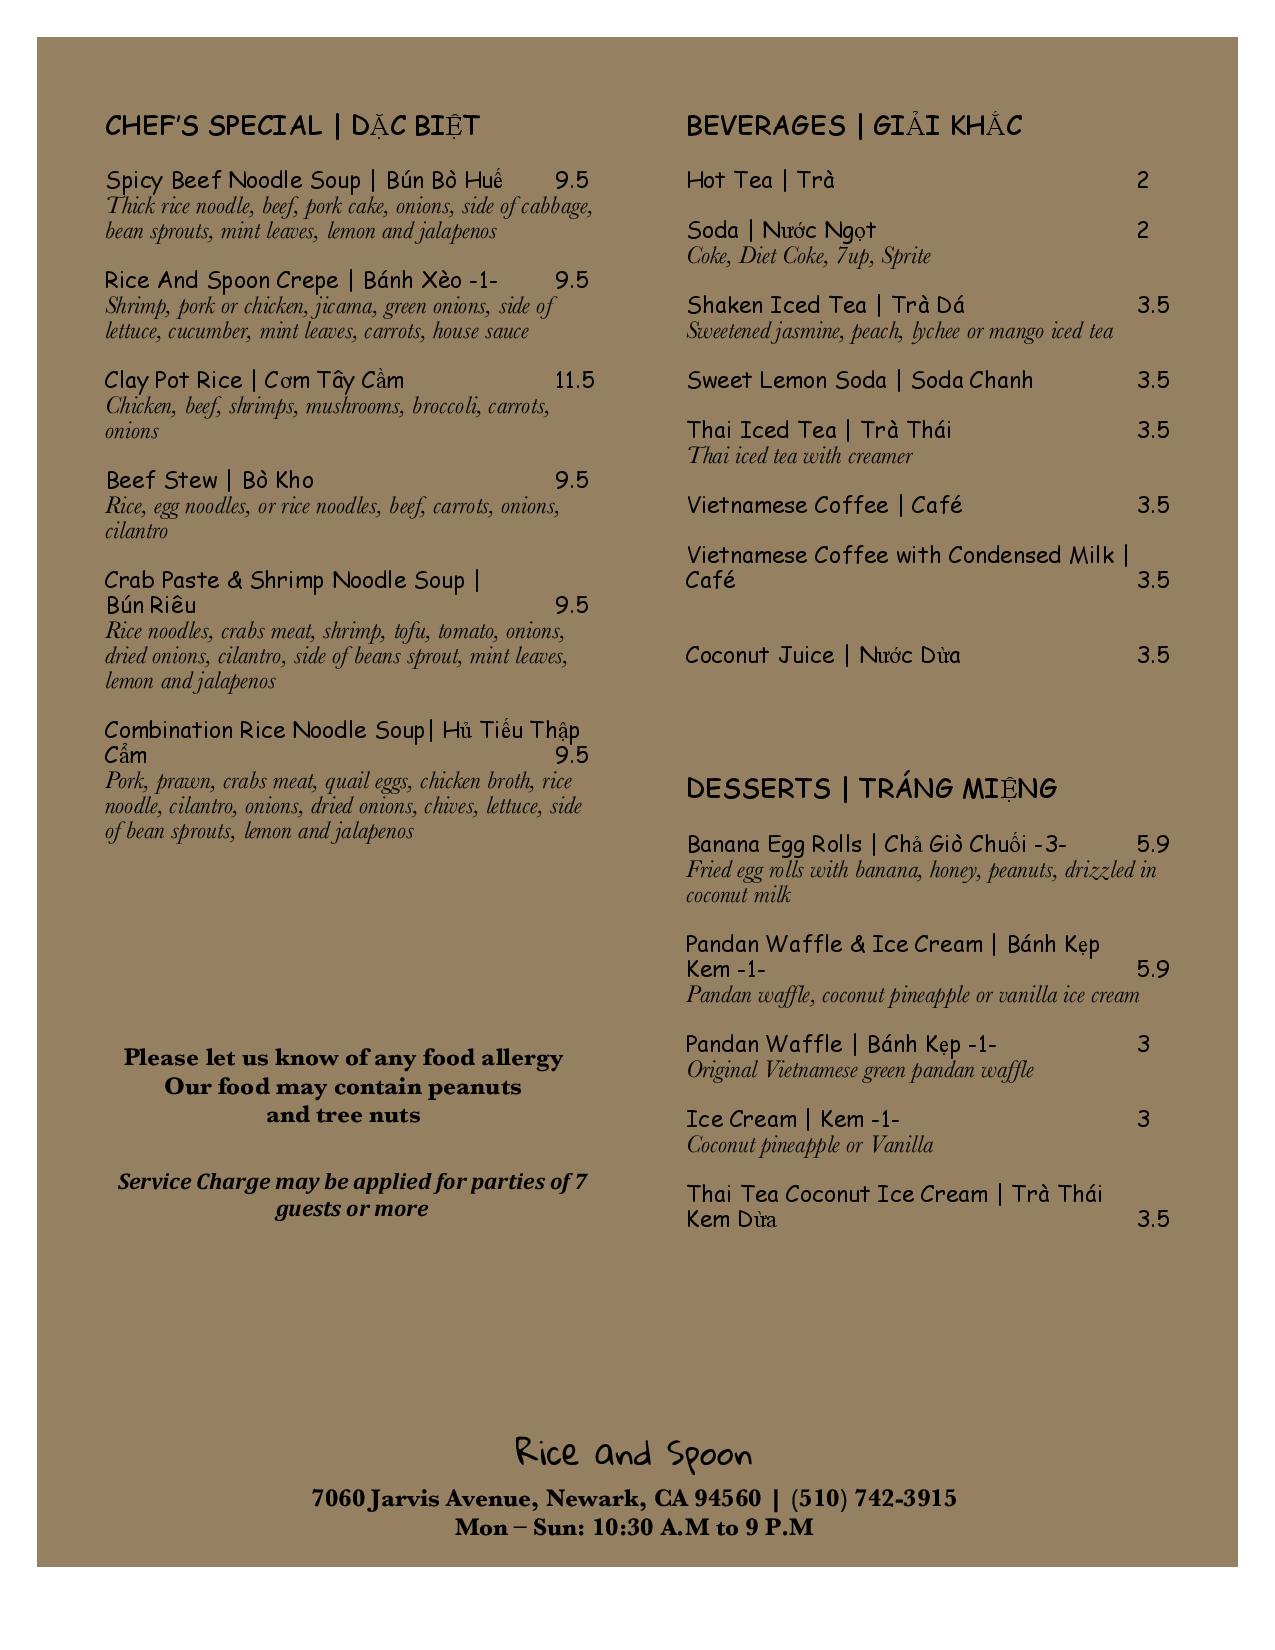 CHEF'S SPECIAL | DẶC BIỆT
Spicy Beef Noodle Soup | Bún Bò Huế 9.5
Thick rice noodle, beef, pork cake, onions, side of cabbage,
bean sprouts, mint leaves, lemon and jalapenos
Rice And Spoon Crepe | Bánh Xèo -1- 9.5
Shrimp, pork or chicken, jicama, green onions, side of
lettuce, cucumber, mint leaves, carrots, house sauce
Clay Pot Rice | Cơm Tây Cầm 11.5
Chicken, beef, shrimps, mushrooms, broccoli, carrots,
onions
Beef Stew | Bò Kho 9.5
Rice, egg noodles, or rice noodles, beef, carrots, onions,
cilantro
Crab Paste & Shrimp Noodle Soup |
Bún Riêu 9.5
Rice noodles, crabs meat, shrimp, tofu, tomato, onions,
dried onions, cilantro, side of beans sprout, mint leaves,
lemon and jalapenos
Combination Rice Noodle Soup| Hủ Tiếu Thập
Cẩm 9.5
Pork, prawn, crabs meat, quail eggs, chicken broth, rice
noodle, cilantro, onions, dried onions, chives, lettuce, side
of bean sprouts, lemon and jalapenos
Please let us know of any food allergy
Our food may contain peanuts
and tree nuts
Service Charge may be applied for parties of 7
guests or more
BEVERAGES | GIẢI KHẮC
Hot Tea | Trà 2
Soda | Nước Ngọt 2
Coke, Diet Coke, 7up, Sprite
Shaken Iced Tea | Trà Dá 3.5
Sweetened jasmine, peach, lychee or mango iced tea
Sweet Lemon Soda | Soda Chanh 3.5
Thai Iced Tea | Trà Thái 3.5
Thai iced tea with creamer
Vietnamese Coffee | Café 3.5
Vietnamese Coffee with Condensed Milk |
Café 3.5
Coconut Juice | Nước Dừa 3.5
DESSERTS | TRÁNG MIỆNG
Banana Egg Rolls | Chả Giò Chuối -3- 5.9
Fried egg rolls with banana, honey, peanuts, drizzled in
coconut milk
Pandan Waffle & Ice Cream | Bánh Kẹp
Kem -1- 5.9
Pandan waffle, coconut pineapple or vanilla ice cream
Pandan Waffle | Bánh Kẹp -1- 3
Original Vietnamese green pandan waffle
Ice Cream | Kem -1- 3
Coconut pineapple or Vanilla
Thai Tea Coconut Ice Cream | Trà Thái
Kem Dừa 3.5
Rice and Spoon
7060 Jarvis Avenue, Newark, CA 94560 | (510) 742-3915
Mon – Sun: 10:30 A.M to 9 P.M